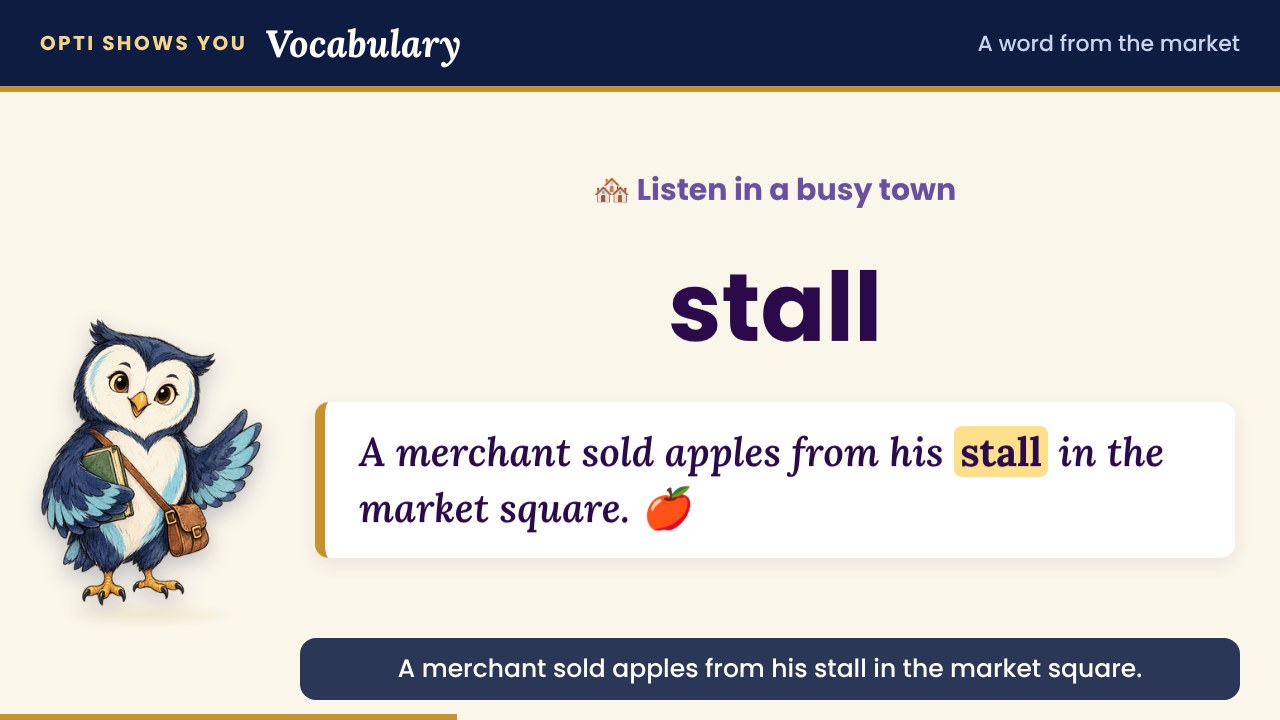 OPTI SHOWS YOU Vocabulary
A word from the market
Listen in a busy town
stall
A merchant sold apples from his stall in the
market square.
A merchant sold apples from his stall in the market square.